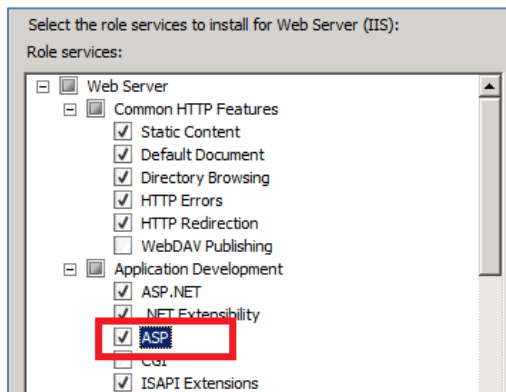 Select the role services to install for Web Server (IIS):
Role services:
Web Server
Common HTTP Features
Static Content
Default Document
Directory Browsing
HTTP Errors
HTTP Redirection
WebDAV Publishing
Application Development
ASP.NET
.NET Extensibility
ASP
CGI
ISAPI Extensions